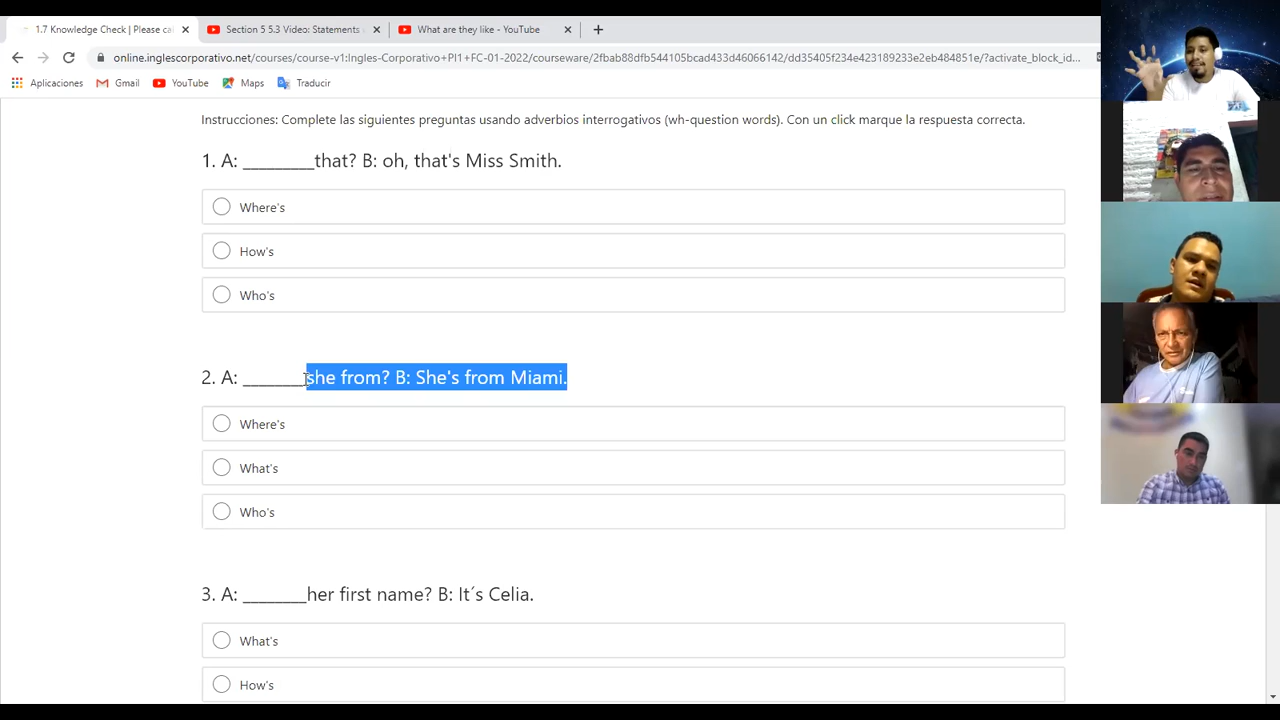 1.7 Knowledge Check | Please ca
Section 5 5.3 Video: Statements
What are they like - YouTube
online.inglescorporativo.net/courses/course-v1:Ingles-Corporativo+PI1+FC-01-2022/courseware/2fbab88dfb544105bcad433d46066142/dd35405f234e423189233e2eb484851e/?activate_block_id...
Aplicaciones
Gmail
YouTube
Maps
Traducir
Instrucciones: Complete las siguientes preguntas usando adverbios interrogativos (wh-question words). Con un click marque la respuesta correcta.
1. A: _________that? B: oh, that's Miss Smith.
Where's
How's
Who's
2. A: ________she from? B: She's from Miami.
Where's
What's
Who's
3. A: ________her first name? B: It´s Celia.
What's
How's